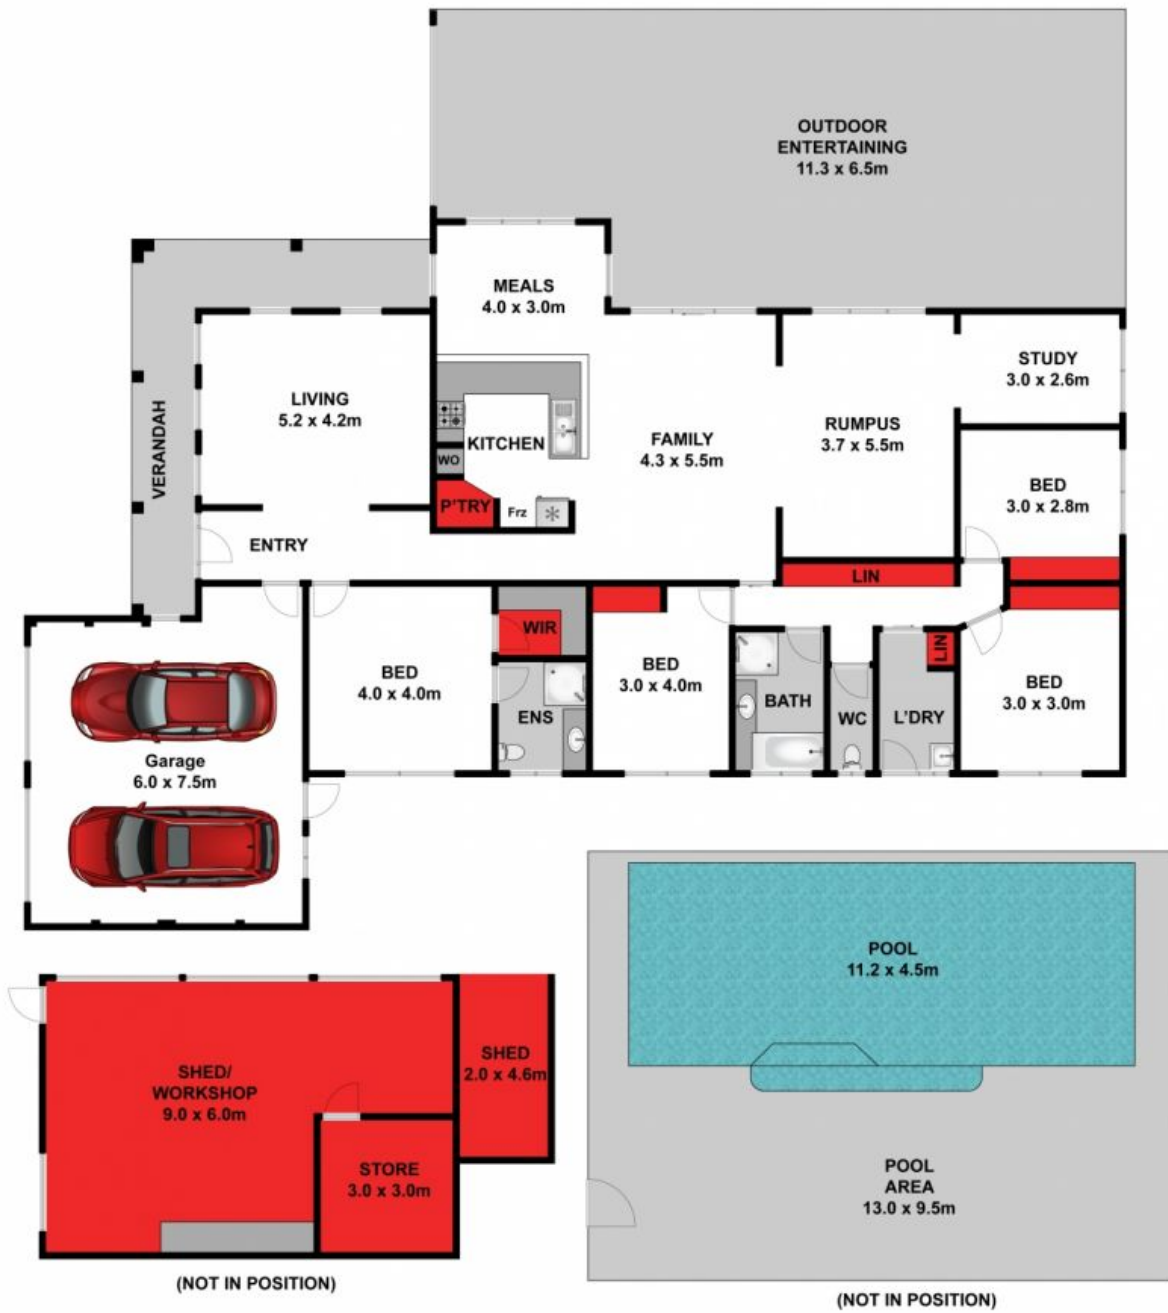 OUTDOOR
ENTERTAINING
11.3 x 6.5m
MEALS
4.0 x 3.0m
STUDY
3.0 x 2.6m
LIVING
5.2 x 4.2m
VERANDAH
KITCHEN
WO
P'TRY
Frz
FAMILY
4.3 x 5.5m
RUMPUS
3.7 x 5.5m
BED
3.0 x 2.8m
ENTRY
LIN
WIR
BED
4.0 x 4.0m
ENS
BED
3.0 x 4.0m
BATH
WC
LIN
L'DRY
BED
3.0 x 3.0m
Garage
6.0 x 7.5m
POOL
11.2 x 4.5m
SHED/
WORKSHOP
9.0 x 6.0m
SHED
2.0 x 4.6m
STORE
3.0 x 3.0m
POOL
AREA
13.0 x 9.5m
(NOT IN POSITION)
(NOT IN POSITION)